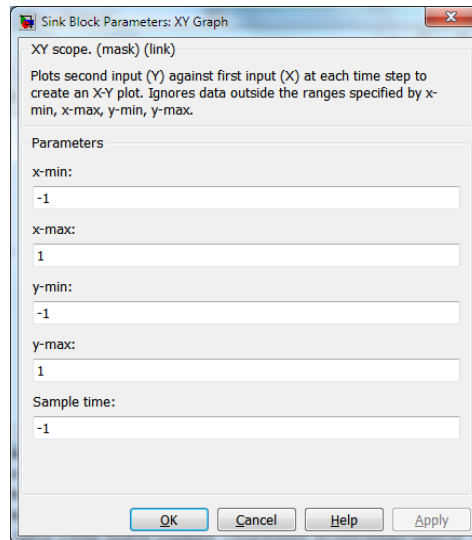 Sink Block Parameters: XY Graph
XY scope. (mask) (link)
Plots second input (Y) against first input (X) at each time step to
create an X-Y plot. Ignores data outside the ranges specified by x-
min, x-max, y-min, y-max.
Parameters
x-min:
-1
x-max:
1
y-min:
-1
y-max:
1
Sample time:
-1
OK Cancel Help Apply